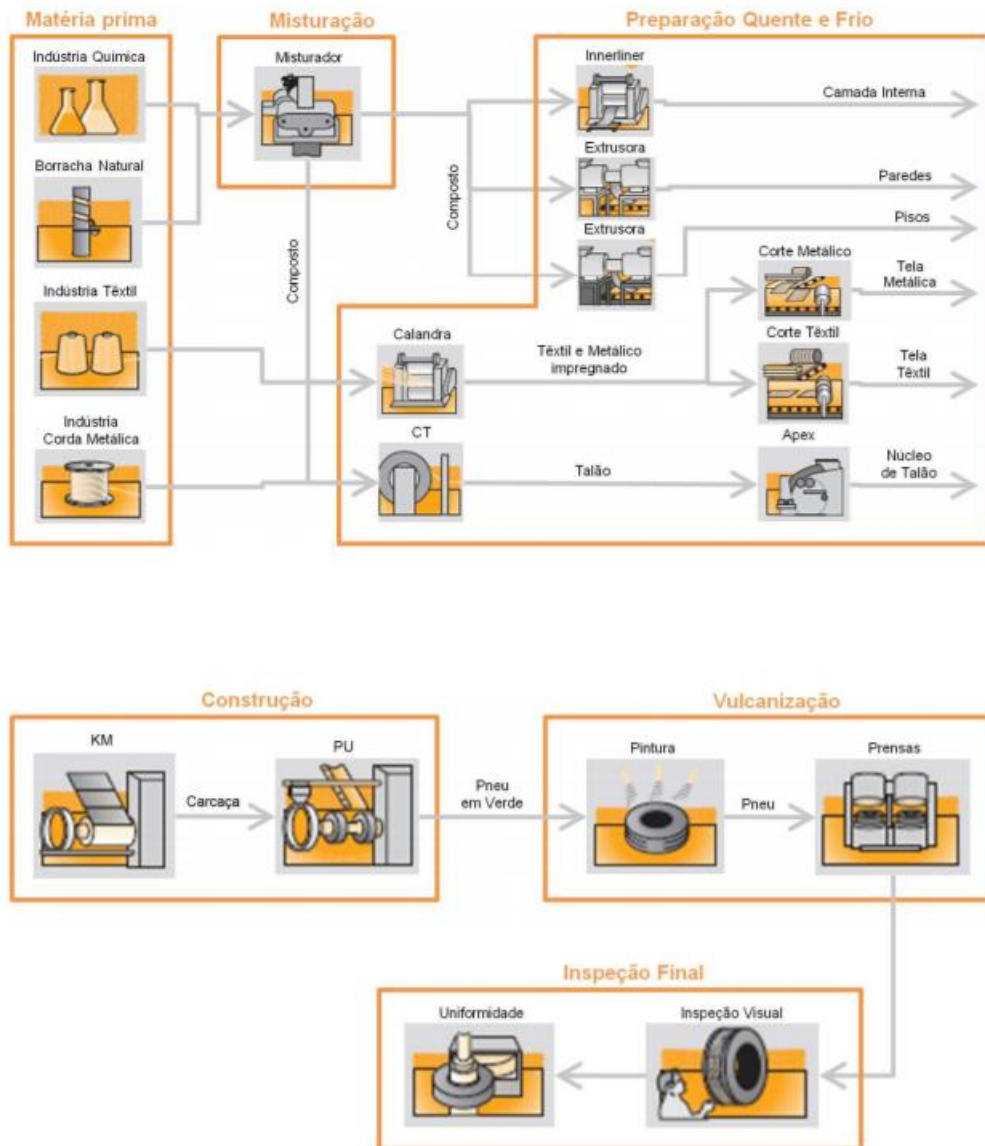 Matéria prima
Misturação
Preparação Quente e Frio
Indústria Química
Misturador
Innerliner
Camada Interna
Borracha Natural
Extrusora
Paredes
Composto
Pisos
Extrusora
Composto
Corte Metálico
Tela
Metálica
Indústria Têxtil
Calandra
Têxtil e Metálico
impregnado
Corte Têxtil
Tela
Têxtil
Indústria
Corda Metálica
CT
Talão
Apex
Núcleo
de Talão
Construção
Vulcanização
KM
PU
Pintura
Prensas
Carcaça
Pneu
em Verde
Pneu
Inspeção Final
Uniformidade
Inspeção Visual